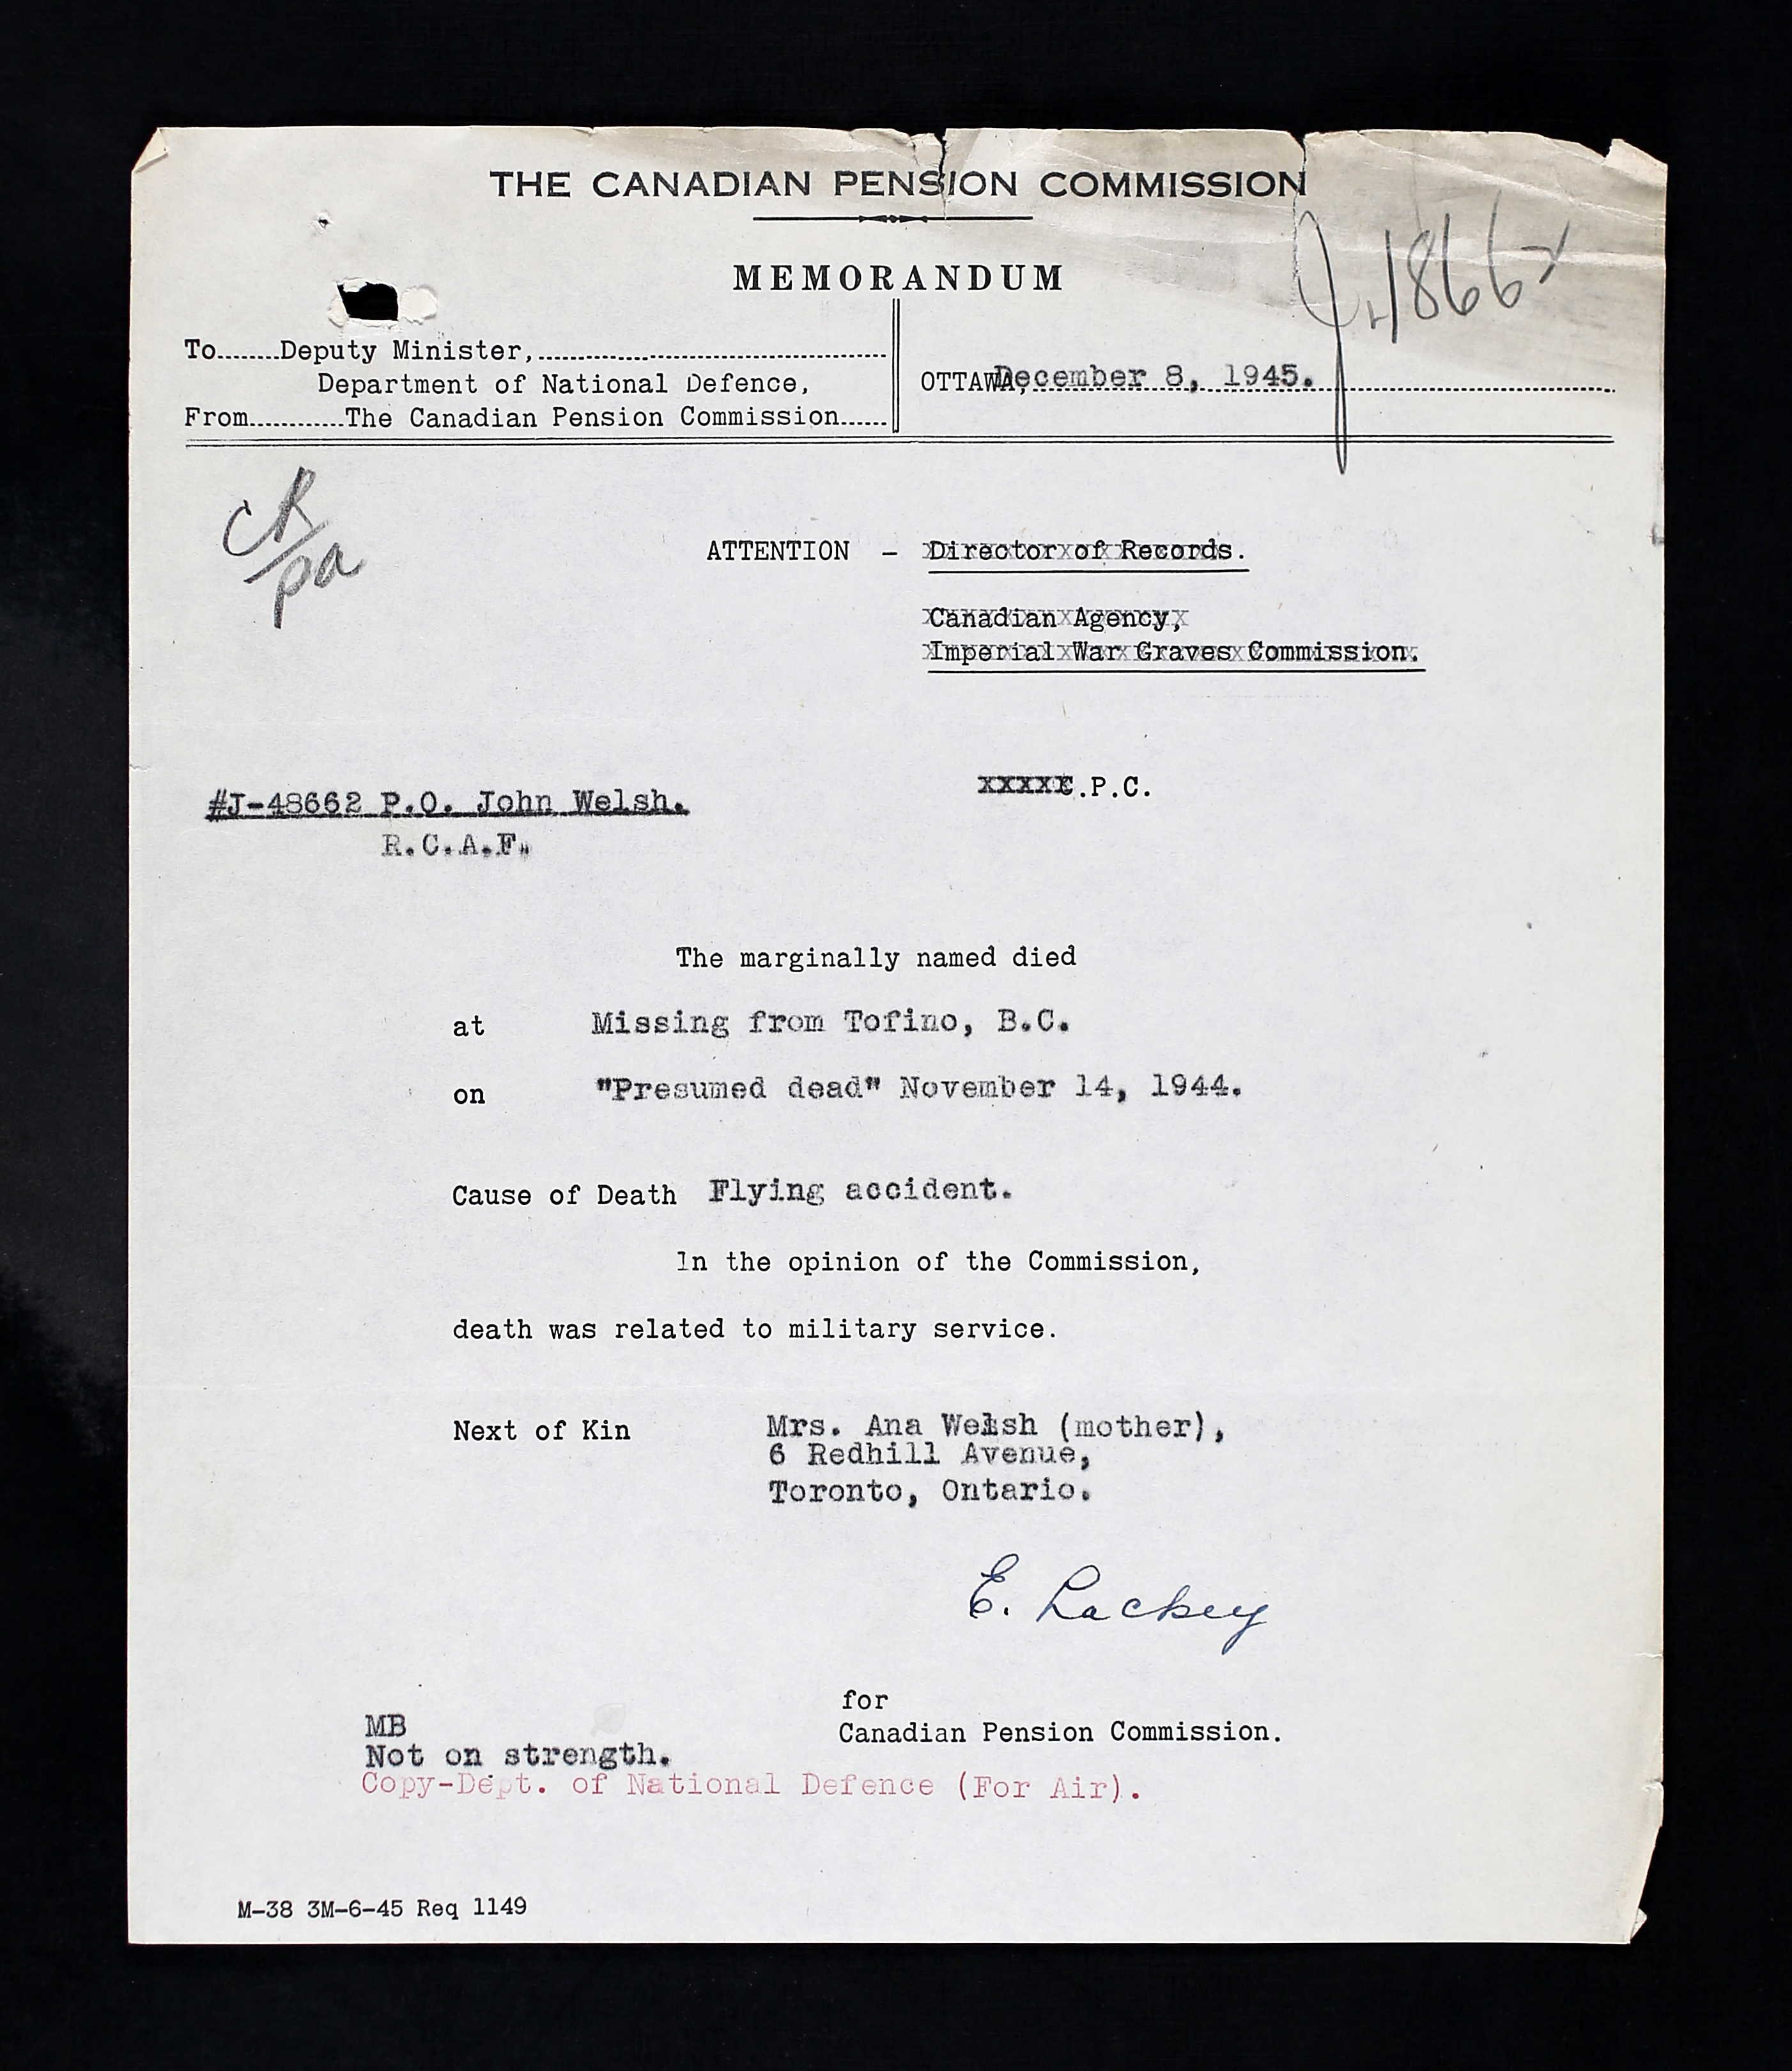 THE CANADIAN PENSION COMMISSION
MEMORANDUM
J. 48662
To........Deputy Minister,............................................
Department of National Defence,
From............The Canadian Pension Commission......
OTTAWA, December 8, 1945.
CR
pa
ATTENTION - Director of Records.
Canadian Agency,
Imperial War Graves Commission.
#J-48662 P.O. John Welsh.
R.C.A.F.
XXXXX.P.C.
The marginally named died
at Missing from Tofino, B.C.
on "Presumed dead" November 14, 1944.
Cause of Death Flying accident.
In the opinion of the Commission,
death was related to military service.
Next of Kin Mrs. Ana Welsh (mother),
6 Redhill Avenue,
Toronto, Ontario.
E. Lackey
for
Canadian Pension Commission.
MB
Not on strength.
Copy-Dept. of National Defence (For Air).
M-38 3M-6-45 Req 1149